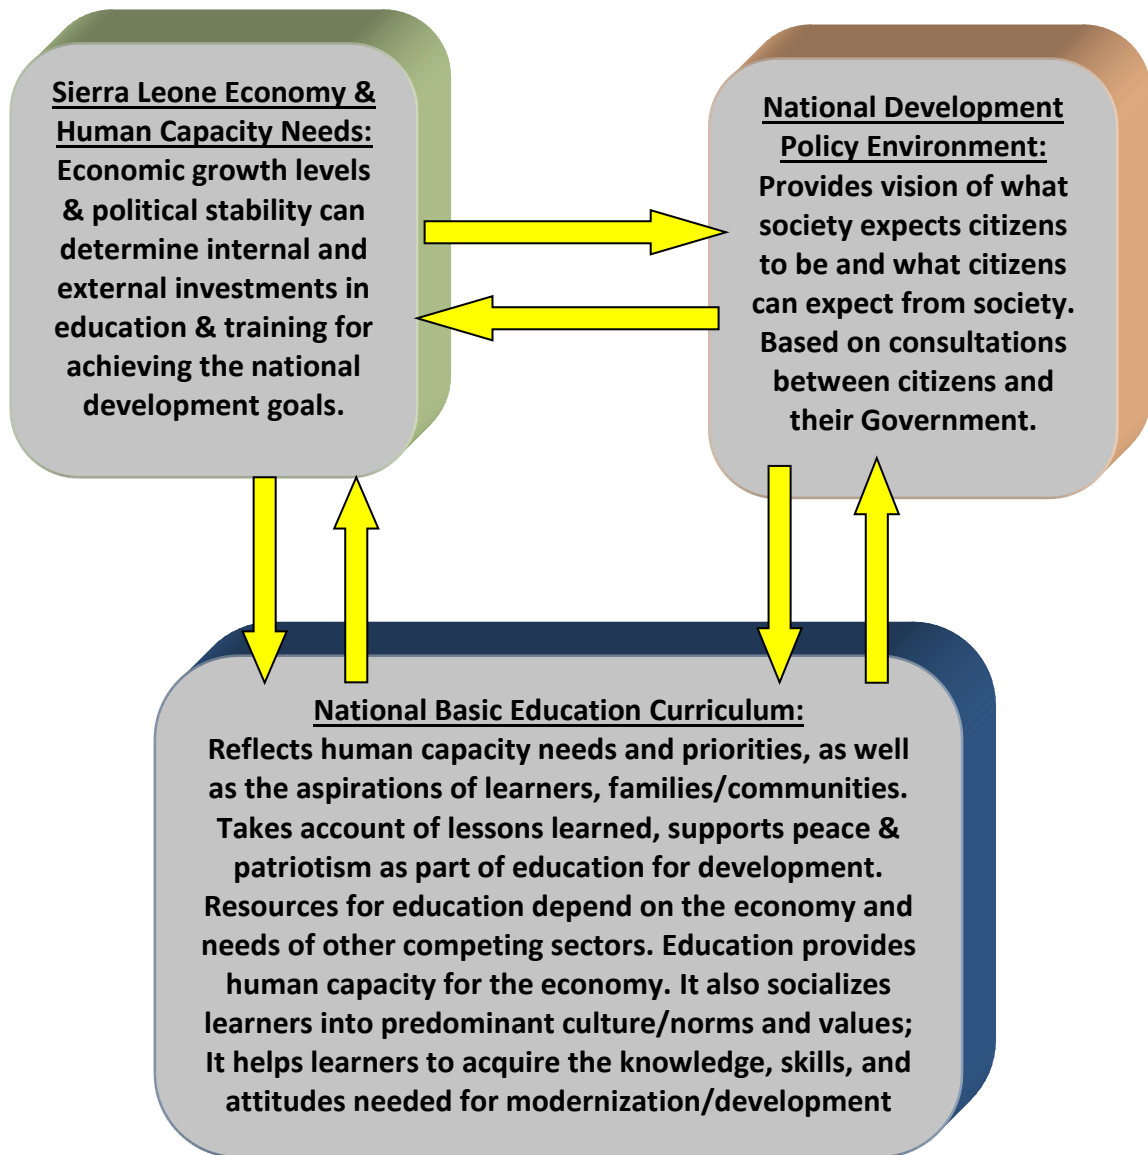 Sierra Leone Economy &
Human Capacity Needs:
Economic growth levels
& political stability can
determine internal and
external investments in
education & training for
achieving the national
development goals.
National Development
Policy Environment:
Provides vision of what
society expects citizens
to be and what citizens
can expect from society.
Based on consultations
between citizens and
their Government.
National Basic Education Curriculum:
Reflects human capacity needs and priorities, as well
as the aspirations of learners, families/communities.
Takes account of lessons learned, supports peace &
patriotism as part of education for development.
Resources for education depend on the economy and
needs of other competing sectors. Education provides
human capacity for the economy. It also socializes
learners into predominant culture/norms and values;
It helps learners to acquire the knowledge, skills, and
attitudes needed for modernization/development